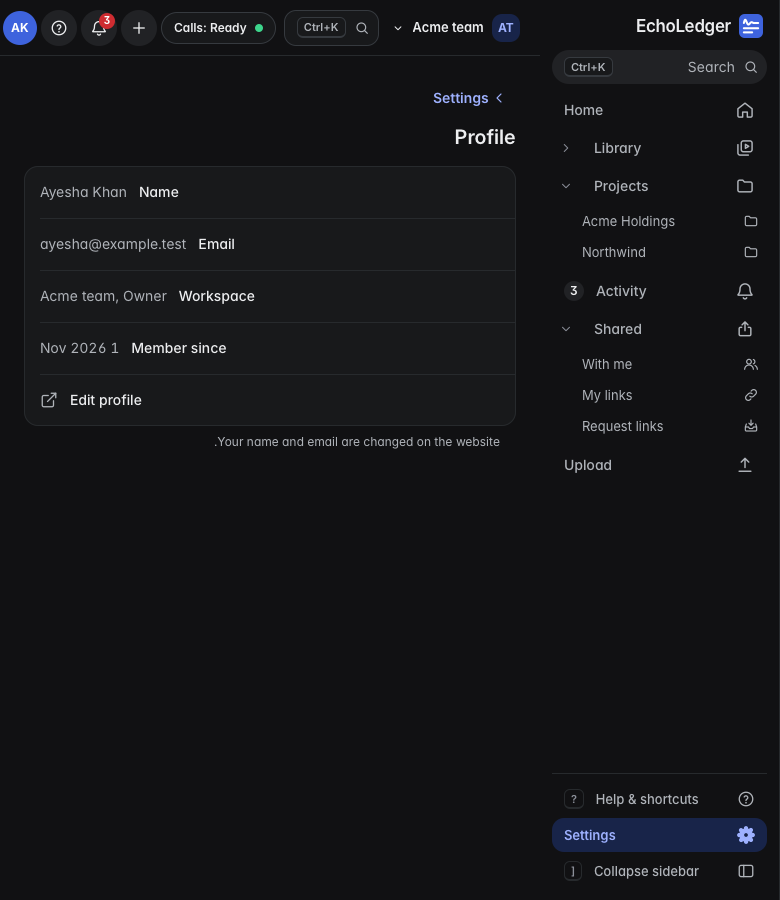 AK
3
Calls: Ready
Ctrl+K
Acme team
AT
EchoLedger
Ctrl+K
Search
Home
Library
Projects
Acme Holdings
Northwind
3
Activity
Shared
With me
My links
Request links
Upload
? Help & shortcuts
Settings
] Collapse sidebar
Settings
Profile
Ayesha Khan Name
ayesha@example.test Email
Acme team, Owner Workspace
Nov 2026 1 Member since
Edit profile
.Your name and email are changed on the website